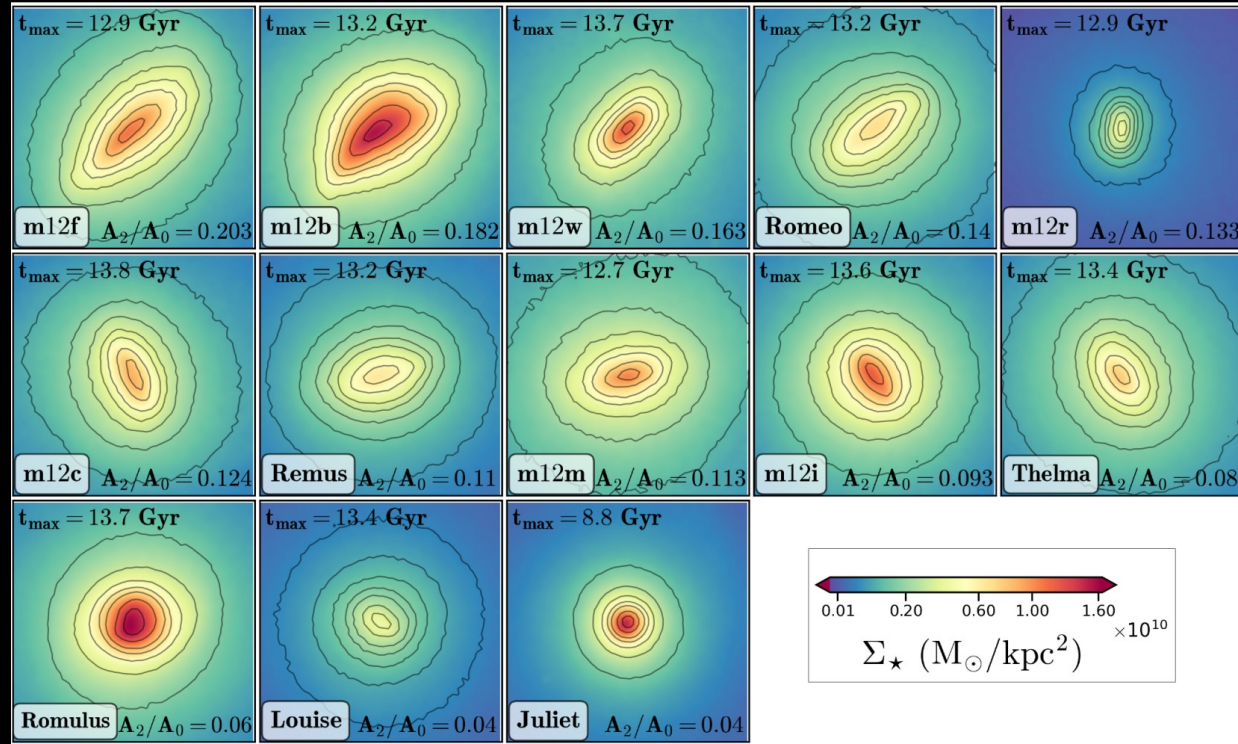 t_max = 12.9 Gyr
m12f A_2/A_0 = 0.203
t_max = 13.2 Gyr
m12b A_2/A_0 = 0.182
t_max = 13.7 Gyr
m12w A_2/A_0 = 0.163
t_max = 13.2 Gyr
Romeo A_2/A_0 = 0.14
t_max = 12.9 Gyr
m12r A_2/A_0 = 0.133
t_max = 13.8 Gyr
m12c A_2/A_0 = 0.124
t_max = 13.2 Gyr
Remus A_2/A_0 = 0.11
t_max = 12.7 Gyr
m12m A_2/A_0 = 0.113
t_max = 13.6 Gyr
m12i A_2/A_0 = 0.093
t_max = 13.4 Gyr
Thelma A_2/A_0 = 0.08
t_max = 13.7 Gyr
Romulus A_2/A_0 = 0.06
t_max = 13.4 Gyr
Louise A_2/A_0 = 0.04
t_max = 8.8 Gyr
Juliet A_2/A_0 = 0.04
0.01 0.20 0.60 1.00 1.60
×10^10
Σ_★ (M_⊙/kpc²)